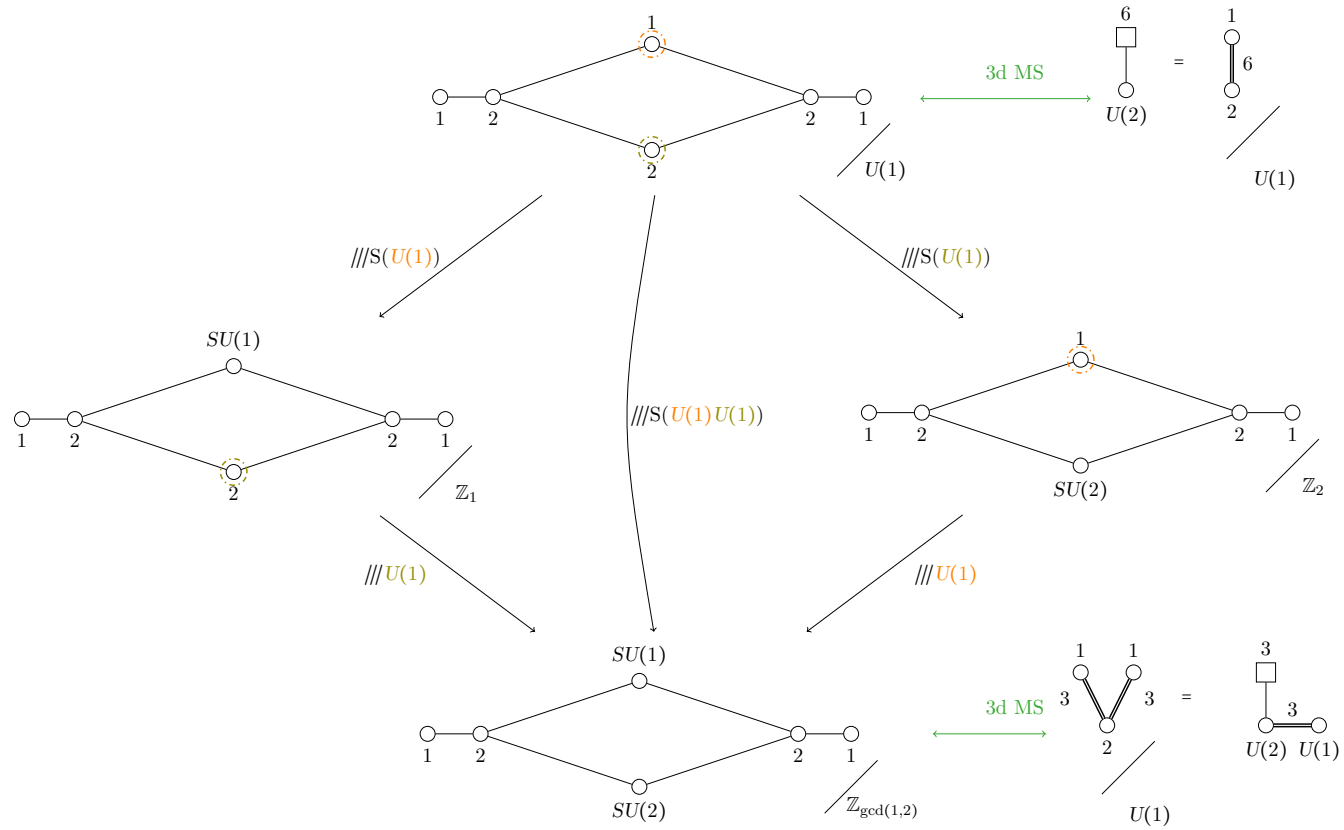 1
1 2 2 1
2
U(1)
3d MS
6
U(2)
=
1
6
2
U(1)
///S(U(1))
///S(U(1)U(1))
///S(U(1))
SU(1)
1 2 2 1
2
ℤ₁
1
1 2 2 1
SU(2)
ℤ₂
///U(1)
///U(1)
SU(1)
1 2 2 1
SU(2)
ℤ_gcd(1,2)
3d MS
1 1
3 3
2
U(1)
=
3
3
U(2) U(1)